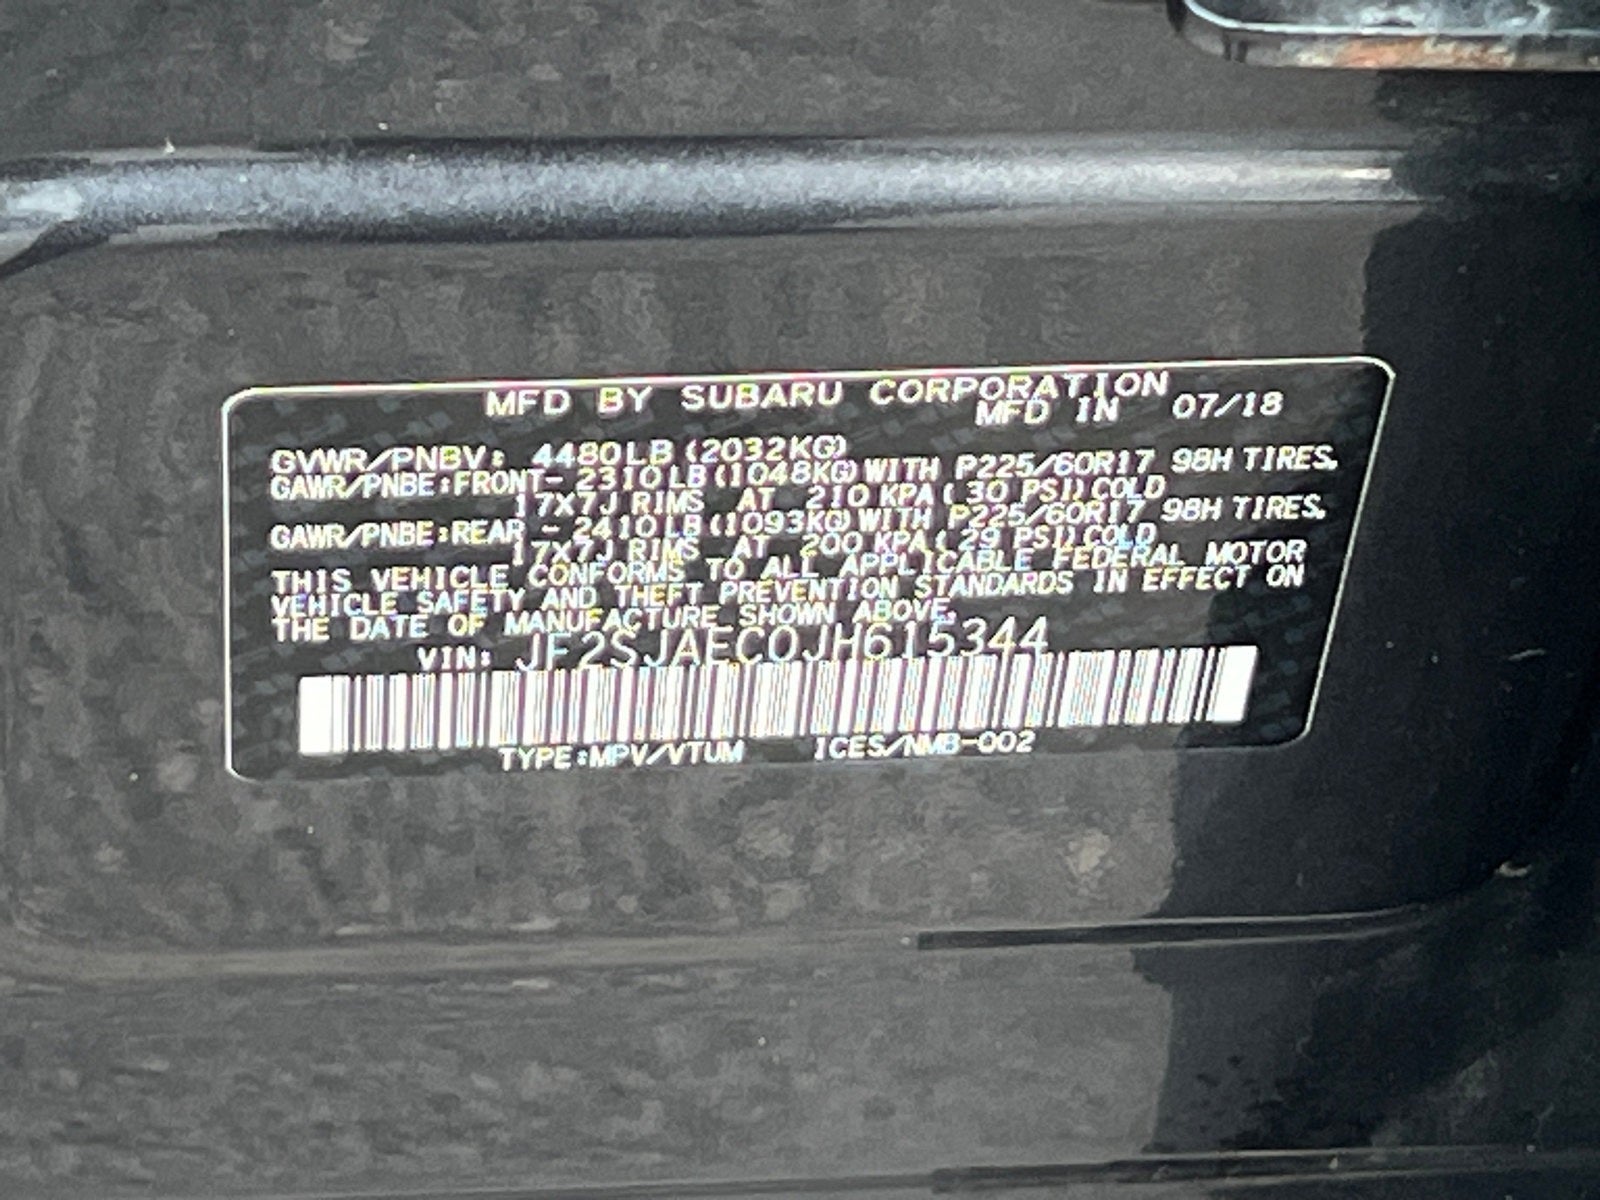 MFD BY SUBARU CORPORATION
MFD IN 07/18
GVWR/PNBV: 4480LB (2032KG)
GAWR/PNBE:FRONT- 2310LB (1048KG) WITH P225/60R17 98H TIRES.
17X7J RIMS AT 210 KPA ( 30 PSI) COLD
GAWR/PNBE:REAR - 2410LB (1093KG) WITH P225/60R17 98H TIRES.
17X7J RIMS AT 200 KPA ( 29 PSI) COLD
THIS VEHICLE CONFORMS TO ALL APPLICABLE FEDERAL MOTOR
VEHICLE SAFETY AND THEFT PREVENTION STANDARDS IN EFFECT ON
THE DATE OF MANUFACTURE SHOWN ABOVE.
VIN: JF2SJAEC0JH615344
TYPE:MPV/VTUM ICES/NMB-002